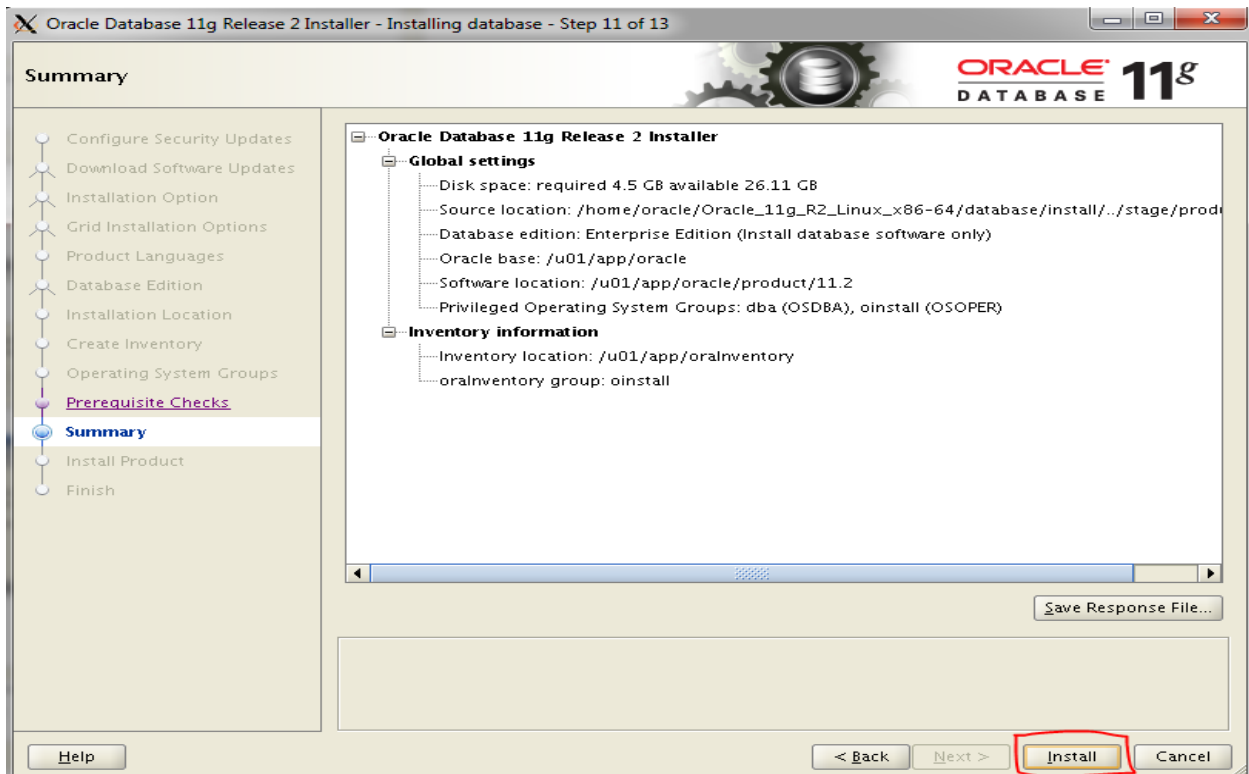 Oracle Database 11g Release 2 Installer - Installing database - Step 11 of 13
Summary
ORACLE
DATABASE
11g
Configure Security Updates
Download Software Updates
Installation Option
Grid Installation Options
Product Languages
Database Edition
Installation Location
Create Inventory
Operating System Groups
Prerequisite Checks
Summary
Install Product
Finish
Oracle Database 11g Release 2 Installer
Global settings
Disk space: required 4.5 GB available 26.11 GB
Source location: /home/oracle/Oracle_11g_R2_Linux_x86-64/database/install/../stage/produ
Database edition: Enterprise Edition (Install database software only)
Oracle base: /u01/app/oracle
Software location: /u01/app/oracle/product/11.2
Privileged Operating System Groups: dba (OSDBA), oinstall (OSOPER)
Inventory information
Inventory location: /u01/app/oraInventory
oraInventory group: oinstall
Save Response File...
Help
< Back
Next >
Install
Cancel